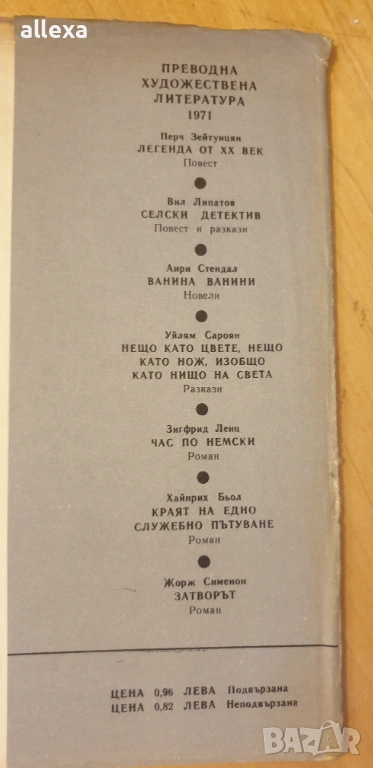 allexa
ПРЕВОДНА
ХУДОЖЕСТВЕНА
ЛИТЕРАТУРА
1971
Перч Зейтунцян
ЛЕГЕНДА ОТ XX ВЕК
Повест
Вил Липатов
СЕЛСКИ ДЕТЕКТИВ
Повест и разкази
Анри Стендал
ВАНИНА ВАНИНИ
Новели
Уйлям Сароян
НЕЩО КАТО ЦВЕТЕ, НЕЩО
КАТО НОЖ, ИЗОБЩО
КАТО НИЩО НА СВЕТА
Разкази
Зигфрид Ленц
ЧАС ПО НЕМСКИ
Роман
Хайнрих Бьол
КРАЯТ НА ЕДНО
СЛУЖЕБНО ПЪТУВАНЕ
Роман
Жорж Сименон
ЗАТВОРЪТ
Роман
ЦЕНА 0,96 ЛЕВА Подвързана
ЦЕНА 0,82 ЛЕВА Неподвързана
BAZAR